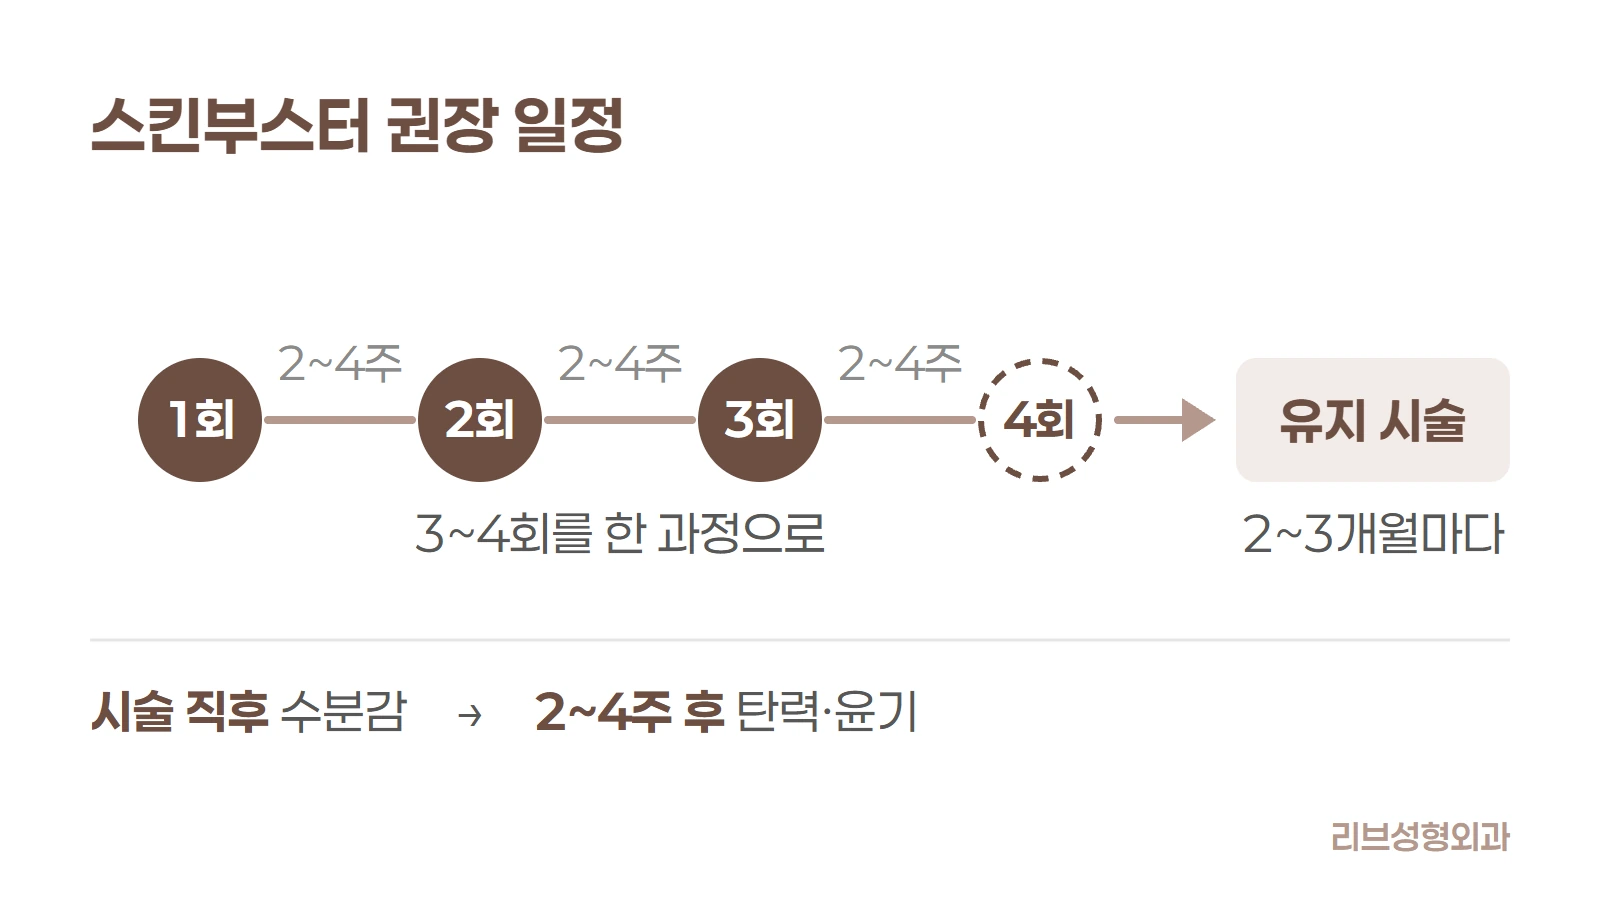 스킨부스터 권장 일정
2~4주 2~4주 2~4주
1회 2회 3회 4회 유지 시술
3~4회를 한 과정으로 2~3개월마다
시술 직후 수분감 → 2~4주 후 탄력·윤기
리브성형외과